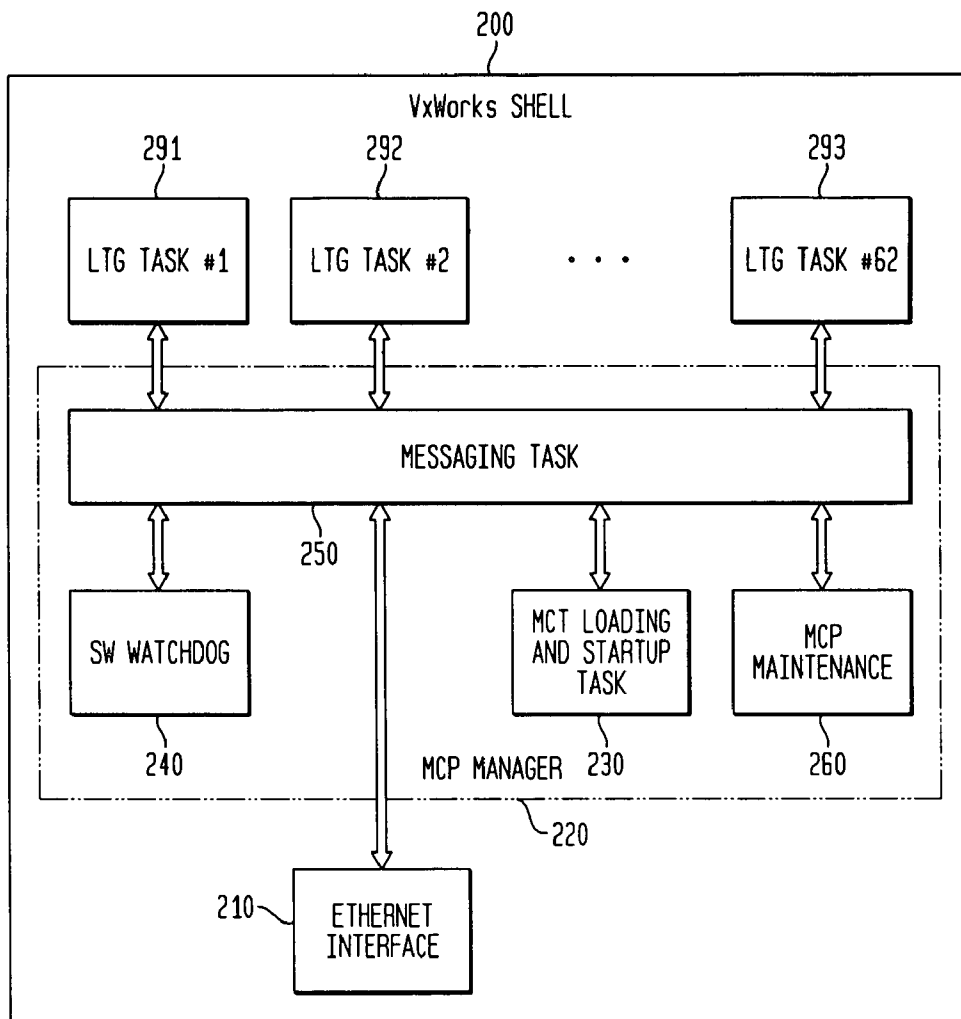 200
VxWorks SHELL
291
292
293
LTG TASK #1
LTG TASK #2
. . .
LTG TASK #62
MESSAGING TASK
250
SW WATCHDOG
MCT LOADING
AND STARTUP
TASK
MCP
MAINTENANCE
240
MCP MANAGER
230
260
220
210
ETHERNET
INTERFACE